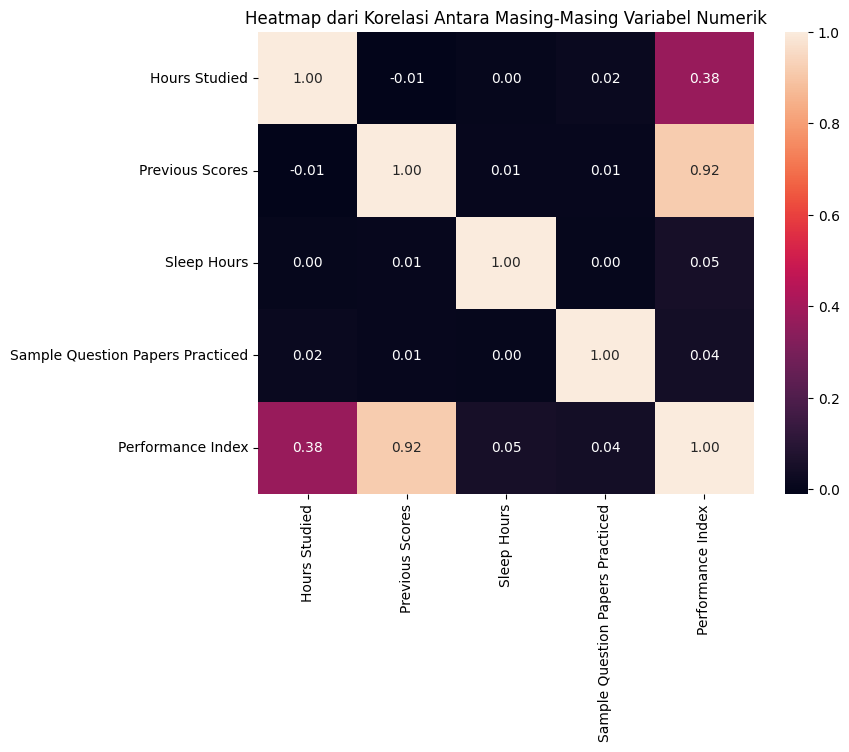 Heatmap dari Korelasi Antara Masing-Masing Variabel Numerik
Hours Studied 1.00 -0.01 0.00 0.02 0.38
Previous Scores -0.01 1.00 0.01 0.01 0.92
Sleep Hours 0.00 0.01 1.00 0.00 0.05
Sample Question Papers Practiced 0.02 0.01 0.00 1.00 0.04
Performance Index 0.38 0.92 0.05 0.04 1.00
Hours Studied
Previous Scores
Sleep Hours
Sample Question Papers Practiced
Performance Index
1.0
0.8
0.6
0.4
0.2
0.0